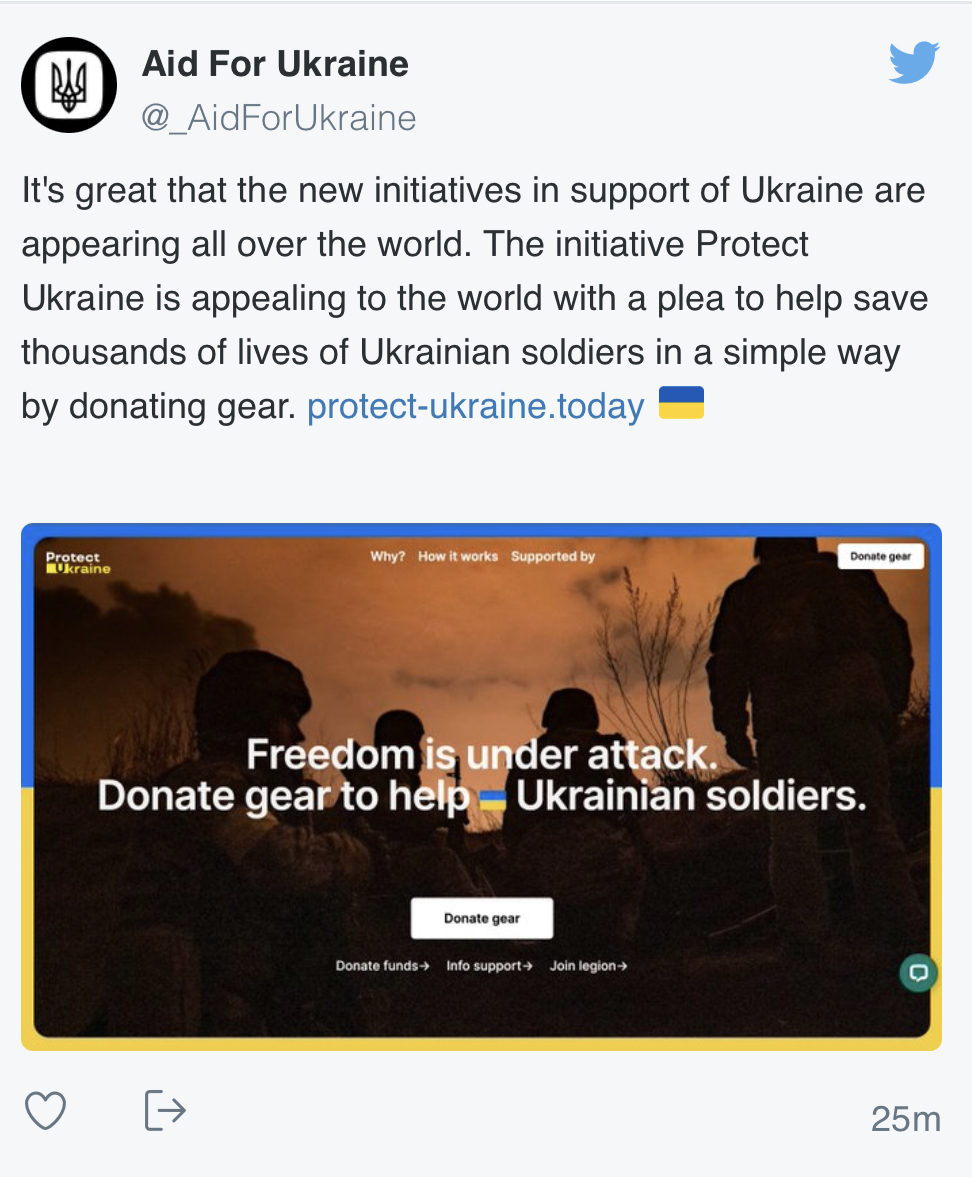 Aid For Ukraine
@_AidForUkraine
It's great that the new initiatives in support of Ukraine are
appearing all over the world. The initiative Protect
Ukraine is appealing to the world with a plea to help save
thousands of lives of Ukrainian soldiers in a simple way
by donating gear. protect-ukraine.today 🇺🇦
Protect
Ukraine
Why? How it works Supported by
Donate gear
Freedom is under attack.
Donate gear to help 🇺🇦 Ukrainian soldiers.
Donate gear
Donate funds→ Info support→ Join legion→
25m